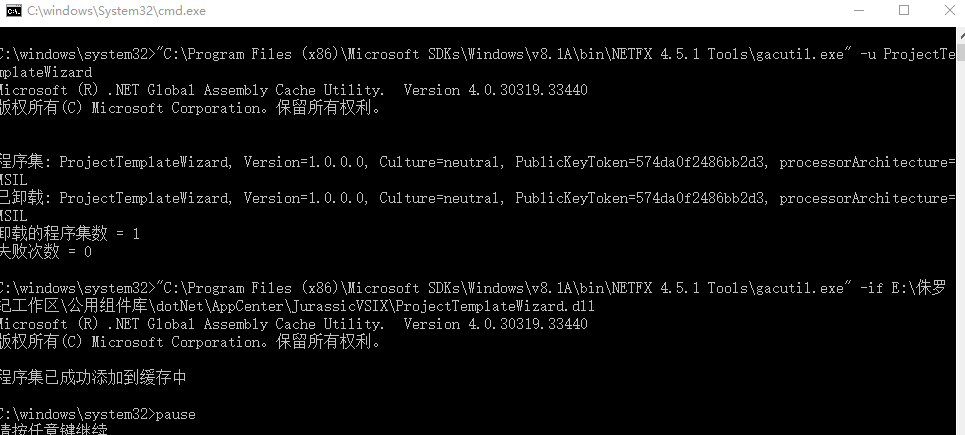 C:\windows\System32\cmd.exe
C:\windows\system32>"C:\Program Files (x86)\Microsoft SDKs\Windows\v8.1A\bin\NETFX 4.5.1 Tools\gacutil.exe" -u ProjectTe
mplateWizard
Microsoft (R) .NET Global Assembly Cache Utility.  Version 4.0.30319.33440
版权所有(C) Microsoft Corporation。保留所有权利。
程序集: ProjectTemplateWizard, Version=1.0.0.0, Culture=neutral, PublicKeyToken=574da0f2486bb2d3, processorArchitecture=
MSIL
已卸载: ProjectTemplateWizard, Version=1.0.0.0, Culture=neutral, PublicKeyToken=574da0f2486bb2d3, processorArchitecture=
MSIL
卸载的程序集数 = 1
失败次数 = 0
C:\windows\system32>"C:\Program Files (x86)\Microsoft SDKs\Windows\v8.1A\bin\NETFX 4.5.1 Tools\gacutil.exe" -if E:\侏罗
纪工作区\公用组件库\dotNet\AppCenter\JurassicVSIX\ProjectTemplateWizard.dll
Microsoft (R) .NET Global Assembly Cache Utility.  Version 4.0.30319.33440
版权所有(C) Microsoft Corporation。保留所有权利。
程序集已成功添加到缓存中
C:\windows\system32>pause
请按任意键继续